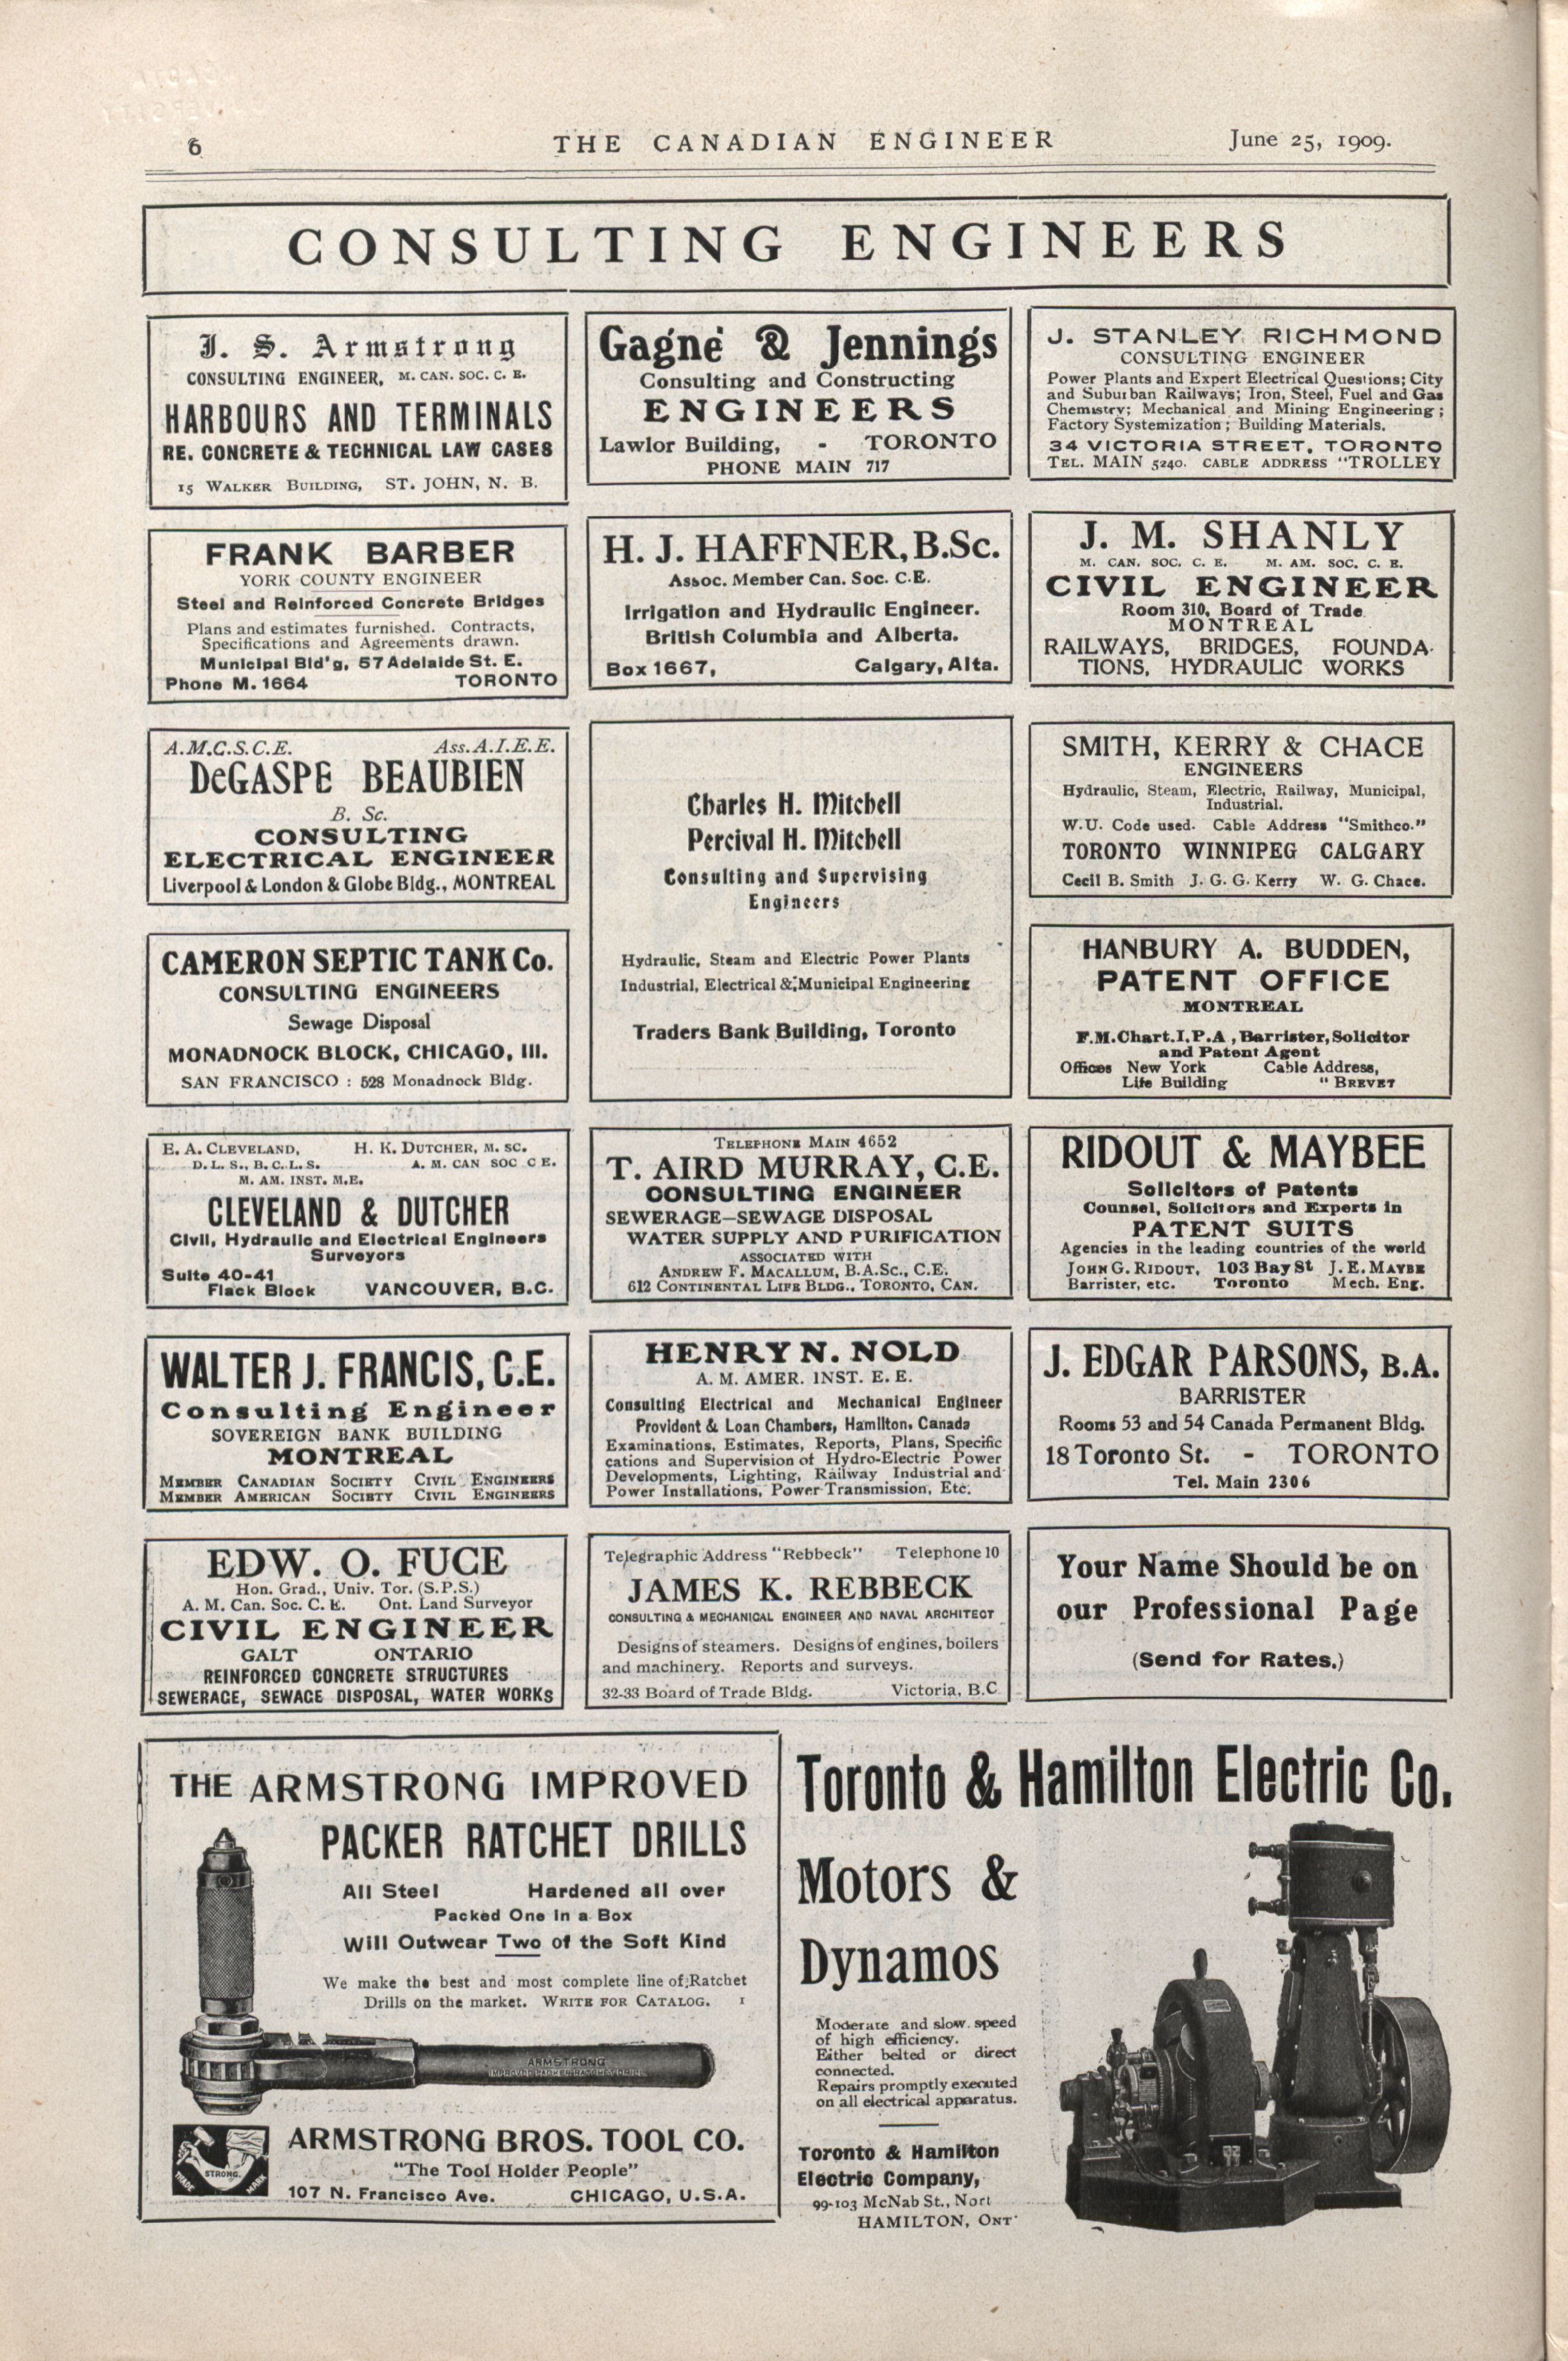 6
THE CANADIAN ENGINEER
June 25, 1909.
CONSULTING ENGINEERS
J. S. Armstrong
CONSULTING ENGINEER, M. CAN. SOC. C. E.
HARBOURS AND TERMINALS
RE. CONCRETE & TECHNICAL LAW CASES
15 WALKER BUILDING, ST. JOHN, N. B.
Gagne & Jennings
Consulting and Constructing
ENGINEERS
Lawlor Building, - TORONTO
PHONE MAIN 717
J. STANLEY RICHMOND
CONSULTING ENGINEER
Power Plants and Expert Electrical Questions; City
and Suburban Railways; Iron, Steel, Fuel and Gas
Chemistry; Mechanical and Mining Engineering;
Factory Systemization; Building Materials.
34 VICTORIA STREET, TORONTO
TEL. MAIN 5240. CABLE ADDRESS "TROLLEY
FRANK BARBER
YORK COUNTY ENGINEER
Steel and Reinforced Concrete Bridges
Plans and estimates furnished. Contracts,
Specifications and Agreements drawn.
Municipal Bld'g, 57 Adelaide St. E.
Phone M. 1664 TORONTO
H. J. HAFFNER, B.Sc.
Assoc. Member Can. Soc. C.E.
Irrigation and Hydraulic Engineer.
British Columbia and Alberta.
Box 1667, Calgary, Alta.
J. M. SHANLY
M. CAN. SOC. C. E. M. AM. SOC. C. E.
CIVIL ENGINEER
Room 310, Board of Trade
MONTREAL
RAILWAYS, BRIDGES, FOUNDA-
TIONS, HYDRAULIC WORKS
A.M.C.S.C.E. Ass.A.I.E.E.
DeGASPE BEAUBIEN
B. Sc.
CONSULTING
ELECTRICAL ENGINEER
Liverpool & London & Globe Bldg., MONTREAL
Charles H. Mitchell
Percival H. Mitchell
Consulting and Supervising
Engineers
Hydraulic, Steam and Electric Power Plants
Industrial, Electrical & Municipal Engineering
Traders Bank Building, Toronto
SMITH, KERRY & CHACE
ENGINEERS
Hydraulic, Steam, Electric, Railway, Municipal,
Industrial.
W.U. Code used. Cable Address "Smithco."
TORONTO WINNIPEG CALGARY
Cecil B. Smith J. G. G. Kerry W. G. Chace.
CAMERON SEPTIC TANK Co.
CONSULTING ENGINEERS
Sewage Disposal
MONADNOCK BLOCK, CHICAGO, Ill.
SAN FRANCISCO : 528 Monadnock Bldg.
HANBURY A. BUDDEN,
PATENT OFFICE
MONTREAL
F.M.Chart.I.P.A , Barrister, Solicitor
and Patent Agent
Offices New York Cable Address,
Life Building "BREVET
E. A. CLEVELAND, H. K. DUTCHER, M. SC.
D. L. S., B. C. L. S. A. M. CAN SOC C E.
M. AM. INST. M.E.
CLEVELAND & DUTCHER
Civil, Hydraulic and Electrical Engineers
Surveyors
Suite 40-41
Flack Block VANCOUVER, B.C.
TELEPHONE MAIN 4652
T. AIRD MURRAY, C.E.
CONSULTING ENGINEER
SEWERAGE—SEWAGE DISPOSAL
WATER SUPPLY AND PURIFICATION
ASSOCIATED WITH
ANDREW F. MACALLUM, B.A.Sc., C.E.
612 CONTINENTAL LIFE BLDG., TORONTO, CAN.
RIDOUT & MAYBEE
Solicitors of Patents
Counsel, Solicitors and Experts in
PATENT SUITS
Agencies in the leading countries of the world
JOHN G. RIDOUT, 103 Bay St J. E. MAYBE
Barrister, etc. Toronto Mech. Eng.
WALTER J. FRANCIS, C.E.
Consulting Engineer
SOVEREIGN BANK BUILDING
MONTREAL
MEMBER CANADIAN SOCIETY CIVIL ENGINEERS
MEMBER AMERICAN SOCIETY CIVIL ENGINEERS
HENRY N. NOLD
A. M. AMER. INST. E. E.
Consulting Electrical and Mechanical Engineer
Provident & Loan Chambers, Hamilton, Canada
Examinations, Estimates, Reports, Plans, Specifi
cations and Supervision of Hydro-Electric Power
Developments, Lighting, Railway Industrial and
Power Installations, Power Transmission, Etc.
J. EDGAR PARSONS, B.A.
BARRISTER
Rooms 53 and 54 Canada Permanent Bldg.
18 Toronto St. - TORONTO
Tel. Main 2306
EDW. O. FUCE
Hon. Grad., Univ. Tor. (S.P.S.)
A. M. Can. Soc. C. E. Ont. Land Surveyor
CIVIL ENGINEER
GALT ONTARIO
REINFORCED CONCRETE STRUCTURES
SEWERAGE, SEWAGE DISPOSAL, WATER WORKS
Telegraphic Address "Rebbeck" Telephone 10
JAMES K. REBBECK
CONSULTING & MECHANICAL ENGINEER AND NAVAL ARCHITECT
Designs of steamers. Designs of engines, boilers
and machinery. Reports and surveys.
32-33 Board of Trade Bldg. Victoria, B.C
Your Name Should be on
our Professional Page
(Send for Rates.)
THE ARMSTRONG IMPROVED
PACKER RATCHET DRILLS
All Steel Hardened all over
Packed One in a Box
Will Outwear Two of the Soft Kind
We make the best and most complete line of Ratchet
Drills on the market. WRITE FOR CATALOG. 1
ARMSTRONG
IMPROVED PACKER RATCHET DRILL
STRONG.
TRADE MARK
ARMSTRONG BROS. TOOL CO.
"The Tool Holder People"
107 N. Francisco Ave. CHICAGO, U.S.A.
Toronto & Hamilton Electric Co.
Motors &
Dynamos
Moderate and slow speed
of high efficiency.
Either belted or direct
connected.
Repairs promptly executed
on all electrical apparatus.
Toronto & Hamilton
Electric Company,
99-103 McNab St., Nort
HAMILTON, ONT